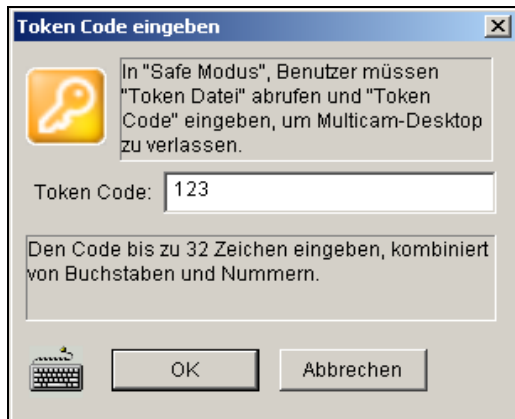 Token Code eingeben
In "Safe Modus", Benutzer müssen
"Token Datei" abrufen und "Token
Code" eingeben, um Multicam-Desktop
zu verlassen.
Token Code: 123
Den Code bis zu 32 Zeichen eingeben, kombiniert
von Buchstaben und Nummern.
OK Abbrechen